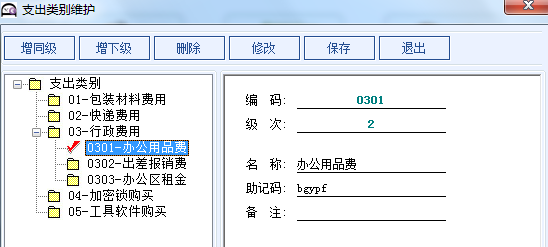 支出类别维护
增同级 增下级 删除 修改 保存 退出
支出类别
01-包装材料费用
02-快递费用
03-行政费用
0301-办公用品费
0302-出差报销费
0303-办公区租金
04-加密锁购买
05-工具软件购买
编 码: 0301
级 次: 2
名 称: 办公用品费
助记码: bgypf
备 注: